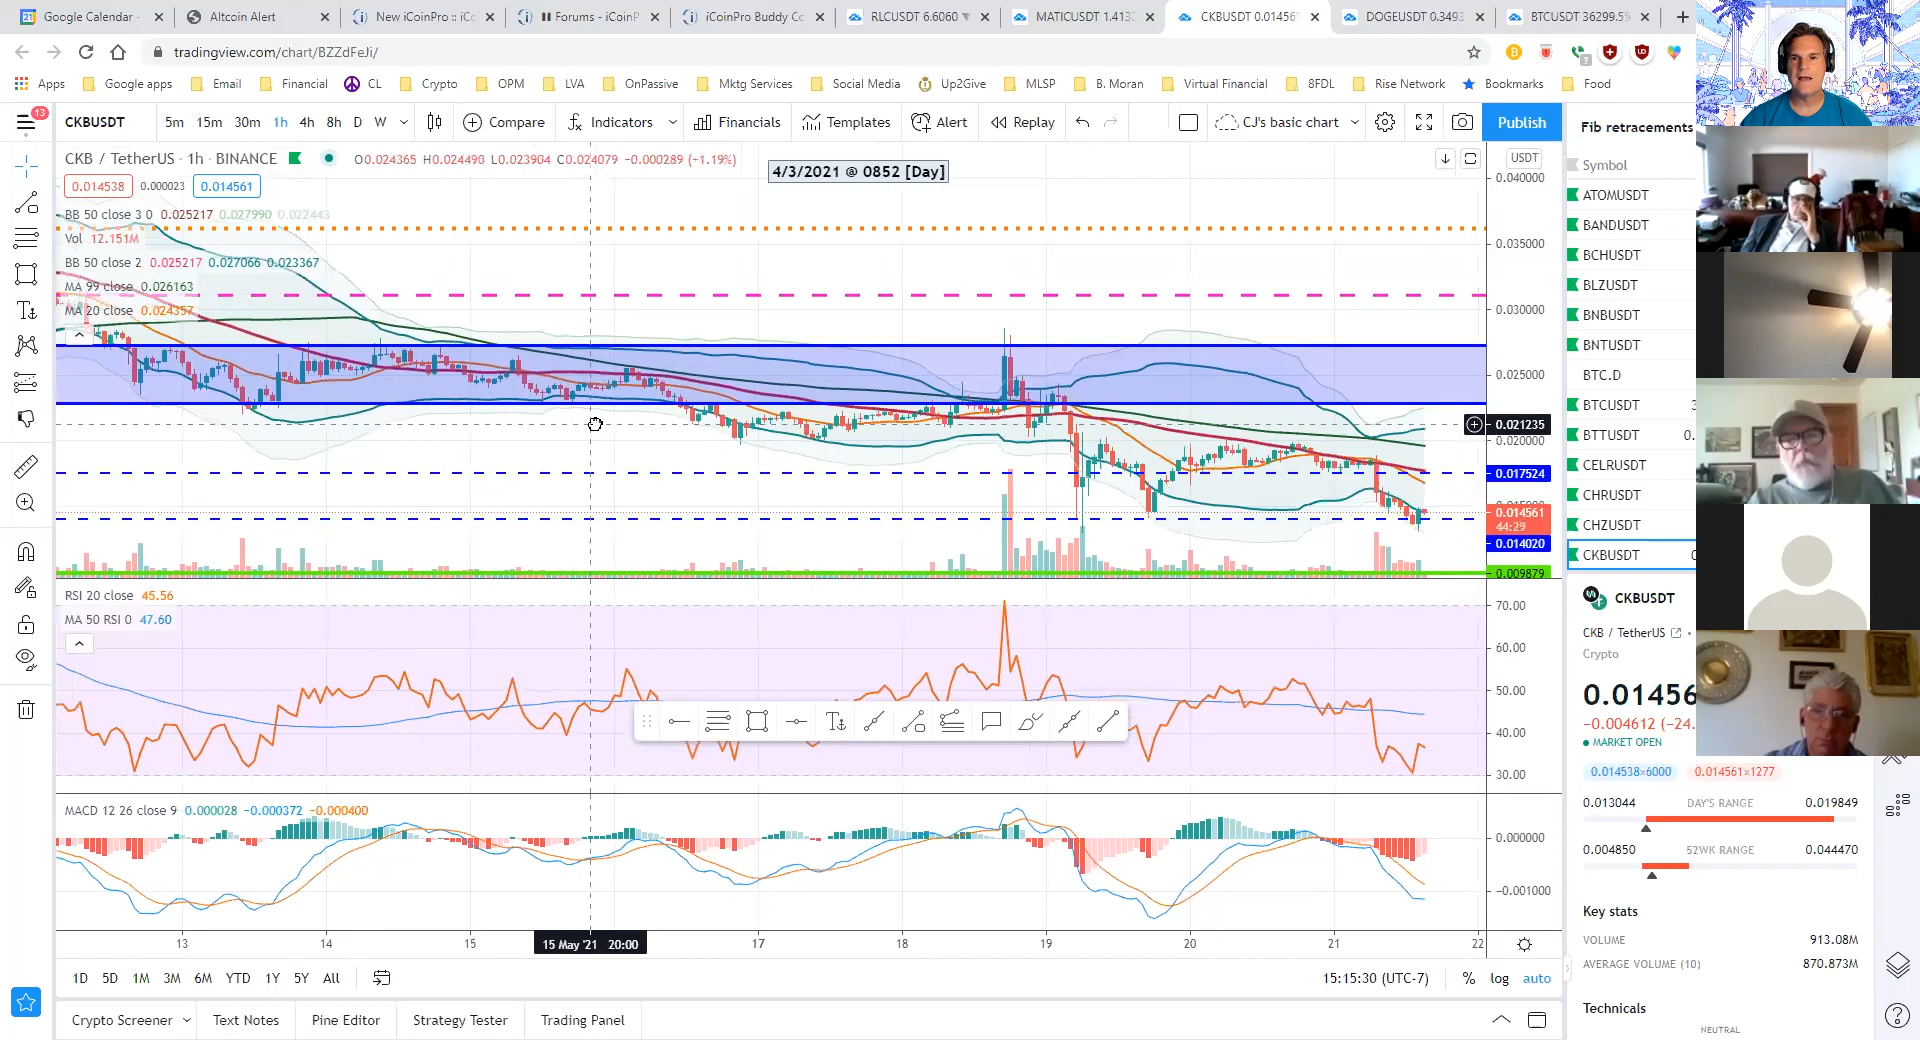 Google Calendar -
Altcoin Alert
New iCoinPro :: iCo
Forums - iCoinP
iCoinPro Buddy Co
RLCUSDT 6.6060
MATICUSDT 1.413
CKBUSDT 0.01456
DOGEUSDT 0.349
BTCUSDT 36299.59
tradingview.com/chart/BZZdFeJi/
Apps
Google apps
Email
Financial
CL
Crypto
OPM
LVA
OnPassive
Mktg Services
Social Media
Up2Give
MLSP
B. Moran
Virtual Financial
8FDL
Rise Network
Bookmarks
Food
13
CKBUSDT
5m 15m 30m 1h 4h 8h D W
Compare
Indicators
Financials
Templates
Alert
Replay
CJ's basic chart
Publish
Fib retracements
CKB / TetherUS · 1h · BINANCE
O0.024365 H0.024490 L0.023904 C0.024079 −0.000289 (−1.19%)
4/3/2021 @ 0852 [Day]
USDT
Symbol
0.014538 0.000023 0.014561
BB 50 close 3 0 0.025217 0.027990 0.022443
Vol 12.151M
BB 50 close 2 0.025217 0.027066 0.023367
MA 99 close 0.026163
MA 20 close 0.024357
0.040000
0.035000
0.030000
0.025000
0.021235
0.020000
0.017524
0.014561
44:29
0.014020
0.009879
ATOMUSDT
BANDUSDT
BCHUSDT
BLZUSDT
BNBUSDT
BNTUSDT
BTC.D
BTCUSDT 3
BTTUSDT 0.
CELRUSDT
CHRUSDT
CHZUSDT
CKBUSDT 0
RSI 20 close 45.56
MA 50 RSI 0 47.60
70.00
60.00
50.00
40.00
30.00
MACD 12 26 close 9 0.000028 −0.000372 −0.000400
0.000000
−0.001000
13 14 15 15 May '21 20:00 17 18 19 20 21 22
CKBUSDT
CKB / TetherUS
Crypto
0.01456
−0.004612 (−24.
MARKET OPEN
0.014538×6000 0.014561×1277
0.013044 DAY'S RANGE 0.019849
0.004850 52WK RANGE 0.044470
Key stats
VOLUME 913.08M
AVERAGE VOLUME (10) 870.873M
Technicals
NEUTRAL
1D 5D 1M 3M 6M YTD 1Y 5Y All
15:15:30 (UTC-7) % log auto
Crypto Screener
Text Notes
Pine Editor
Strategy Tester
Trading Panel